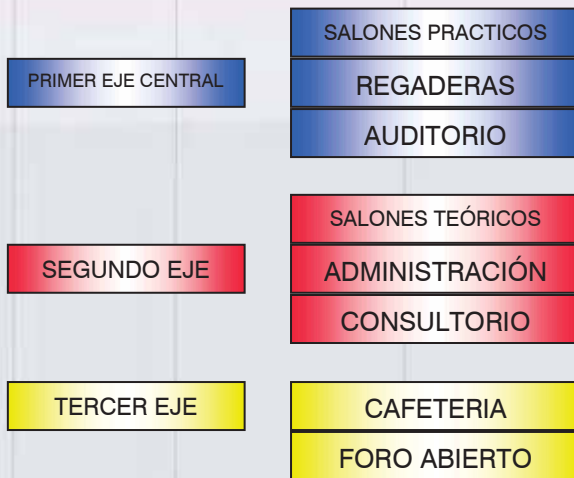 SALONES PRACTICOS
PRIMER EJE CENTRAL
REGADERAS
AUDITORIO
SALONES TEÓRICOS
SEGUNDO EJE
ADMINISTRACIÓN
CONSULTORIO
TERCER EJE
CAFETERIA
FORO ABIERTO